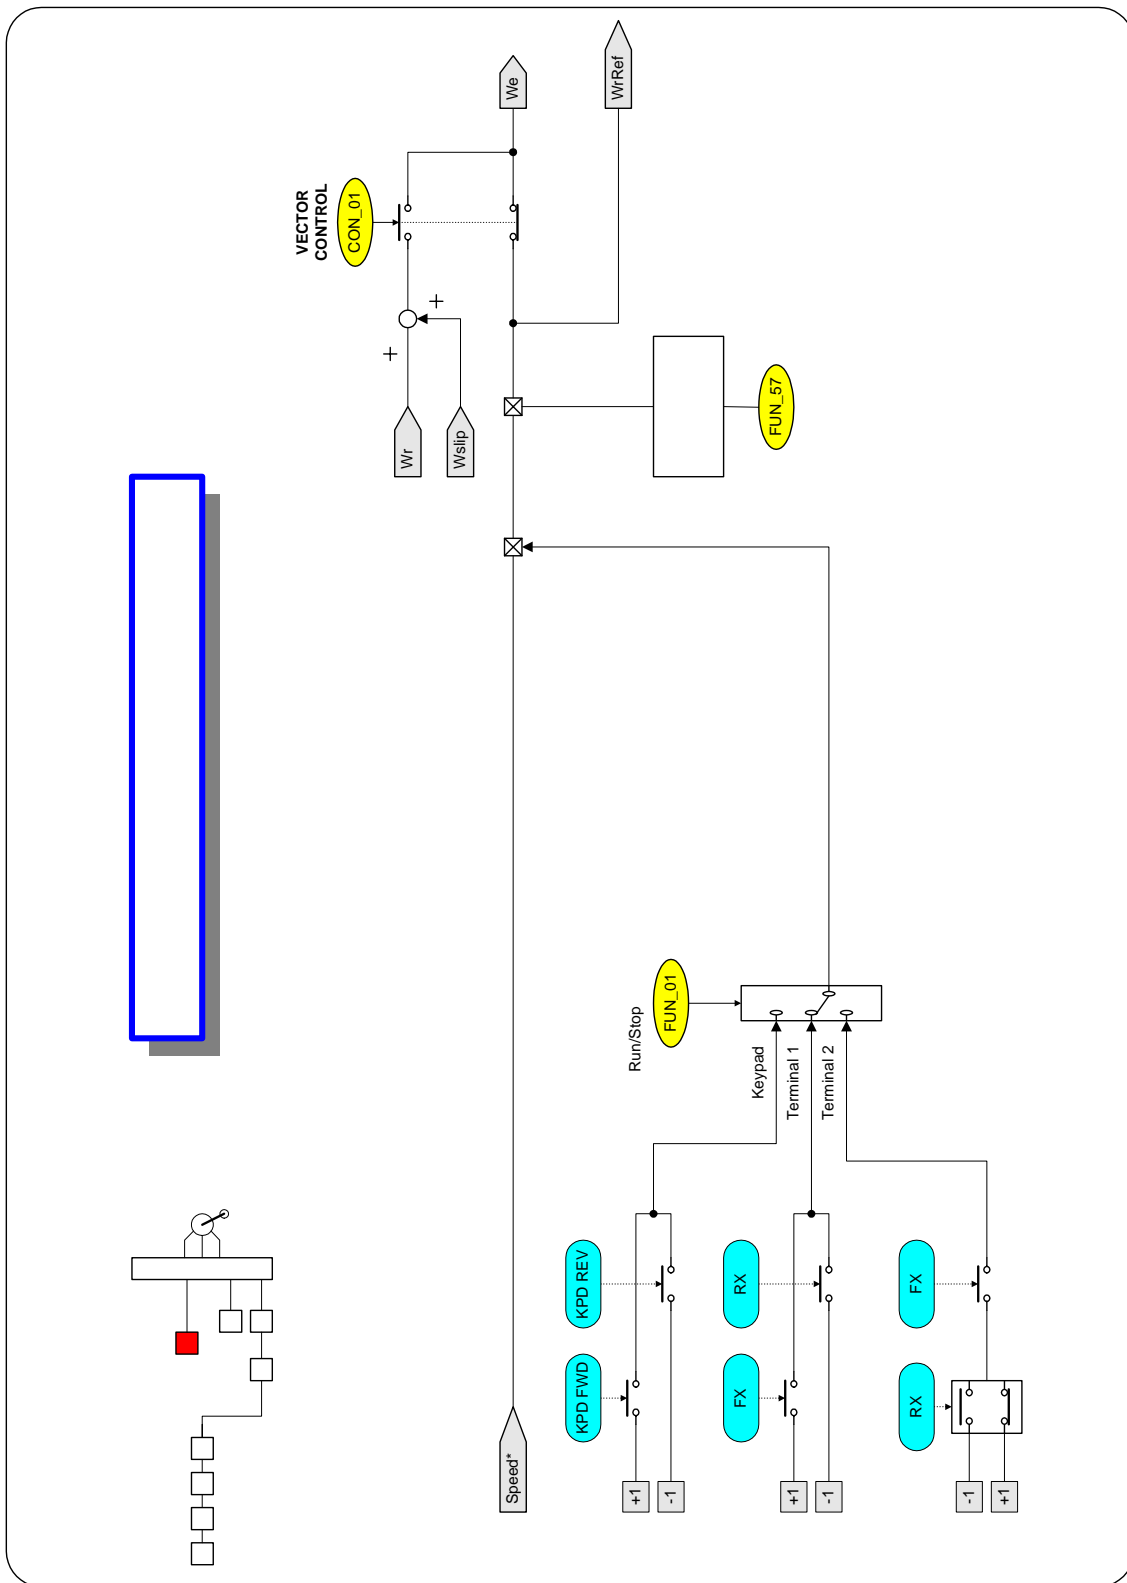 VECTOR
CONTROL
CON_01
We
WrRef
+
+
Wr
Wslip
FUN_57
Run/Stop
FUN_01
Keypad
Terminal 1
Terminal 2
KPD REV
KPD FWD
RX
FX
FX
RX
Speed*
+1
-1
+1
-1
-1
+1